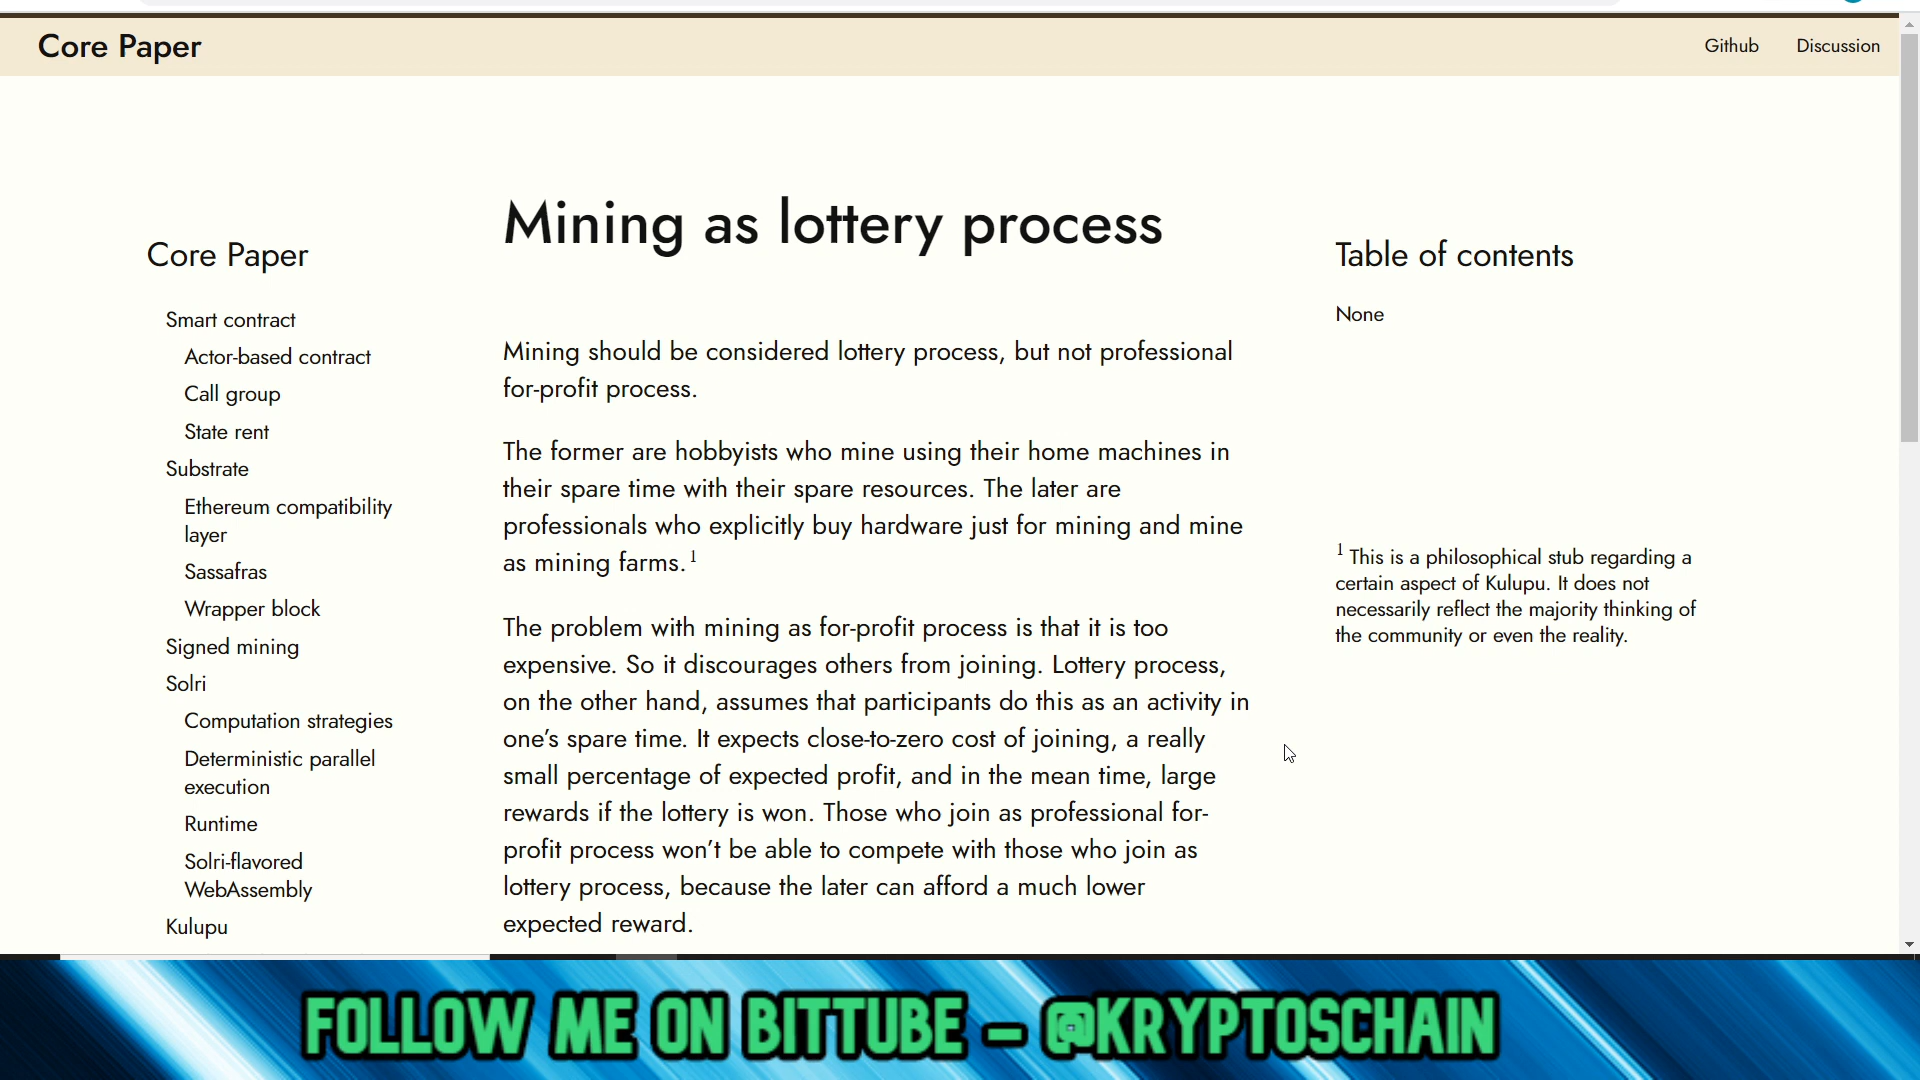 Core Paper
Github
Discussion
Core Paper
Smart contract
Actor-based contract
Call group
State rent
Substrate
Ethereum compatibility
layer
Sassafras
Wrapper block
Signed mining
Solri
Computation strategies
Deterministic parallel
execution
Runtime
Solri-flavored
WebAssembly
Kulupu
Mining as lottery process
Mining should be considered lottery process, but not professional
for-profit process.
The former are hobbyists who mine using their home machines in
their spare time with their spare resources. The later are
professionals who explicitly buy hardware just for mining and mine
as mining farms. 1
The problem with mining as for-profit process is that it is too
expensive. So it discourages others from joining. Lottery process,
on the other hand, assumes that participants do this as an activity in
one’s spare time. It expects close-to-zero cost of joining, a really
small percentage of expected profit, and in the mean time, large
rewards if the lottery is won. Those who join as professional for-
profit process won’t be able to compete with those who join as
lottery process, because the later can afford a much lower
expected reward.
Table of contents
None
1 This is a philosophical stub regarding a
certain aspect of Kulupu. It does not
necessarily reflect the majority thinking of
the community or even the reality.
FOLLOW ME ON BITTUBE – @KRYPTOSCHAIN